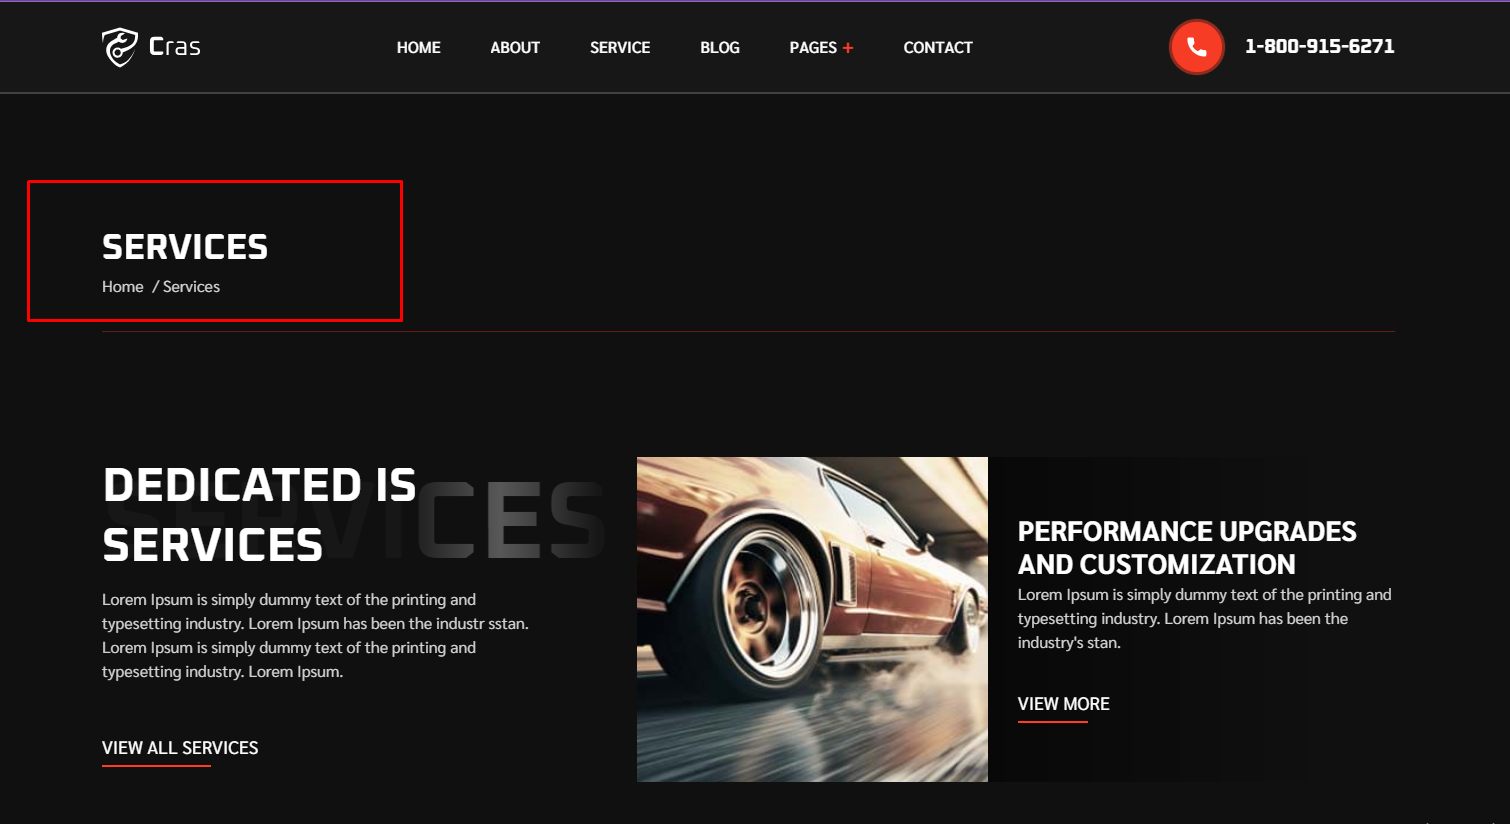 Cras
HOME
ABOUT
SERVICE
BLOG
PAGES +
CONTACT
1-800-915-6271
SERVICES
Home / Services
SERVICES
DEDICATED IS
SERVICES
Lorem Ipsum is simply dummy text of the printing and
typesetting industry. Lorem Ipsum has been the industr sstan.
Lorem Ipsum is simply dummy text of the printing and
typesetting industry. Lorem Ipsum.
VIEW ALL SERVICES
PERFORMANCE UPGRADES
AND CUSTOMIZATION
Lorem Ipsum is simply dummy text of the printing and
typesetting industry. Lorem Ipsum has been the
industry's stan.
VIEW MORE